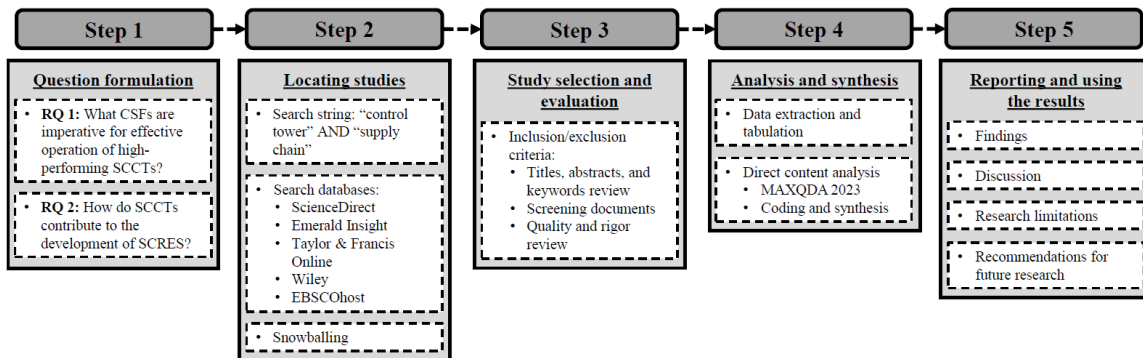 Step 1
Step 2
Step 3
Step 4
Step 5
Question formulation
• RQ 1: What CSFs are
imperative for effective
operation of high-
performing SCCTs?
• RQ 2: How do SCCTs
contribute to the
development of SCRES?
Locating studies
• Search string: “control
tower” AND “supply
chain”
• Search databases:
• ScienceDirect
• Emerald Insight
• Taylor & Francis
Online
• Wiley
• EBSCOhost
• Snowballing
Study selection and
evaluation
• Inclusion/exclusion
criteria:
• Titles, abstracts, and
keywords review
• Screening documents
• Quality and rigor
review
Analysis and synthesis
• Data extraction and
tabulation
• Direct content analysis
• MAXQDA 2023
• Coding and synthesis
Reporting and using
the results
• Findings
• Discussion
• Research limitations
• Recommendations for
future research